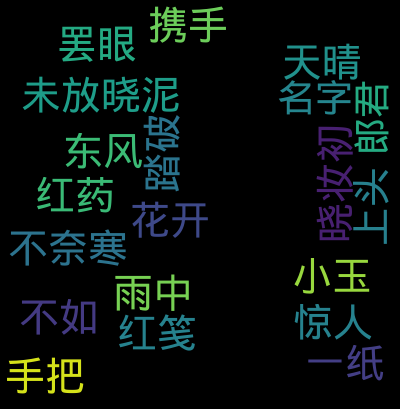 携手
罢眼
天晴
未放晓泥
名字
郎君
东风
踏破
晓妆初
红药
上头
花开
不奈寒
小玉
雨中
不如
红笺
惊人
一纸
手把